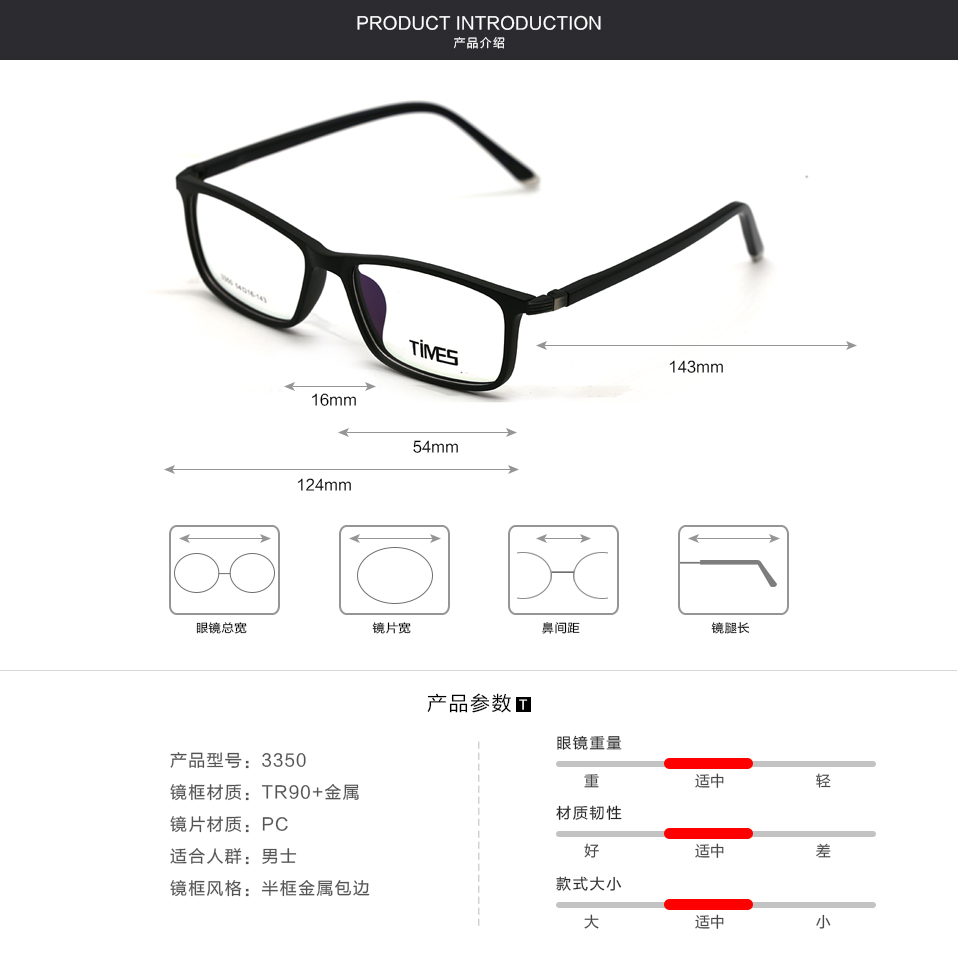 PRODUCT INTRODUCTION
产品介绍
3350 54□16-143
TiMES
143mm
16mm
54mm
124mm
眼镜总宽
镜片宽
鼻间距
镜腿长
产品参数 T
产品型号：3350
镜框材质：TR90+金属
镜片材质：PC
适合人群：男士
镜框风格：半框金属包边
眼镜重量
重 适中 轻
材质韧性
好 适中 差
款式大小
大 适中 小